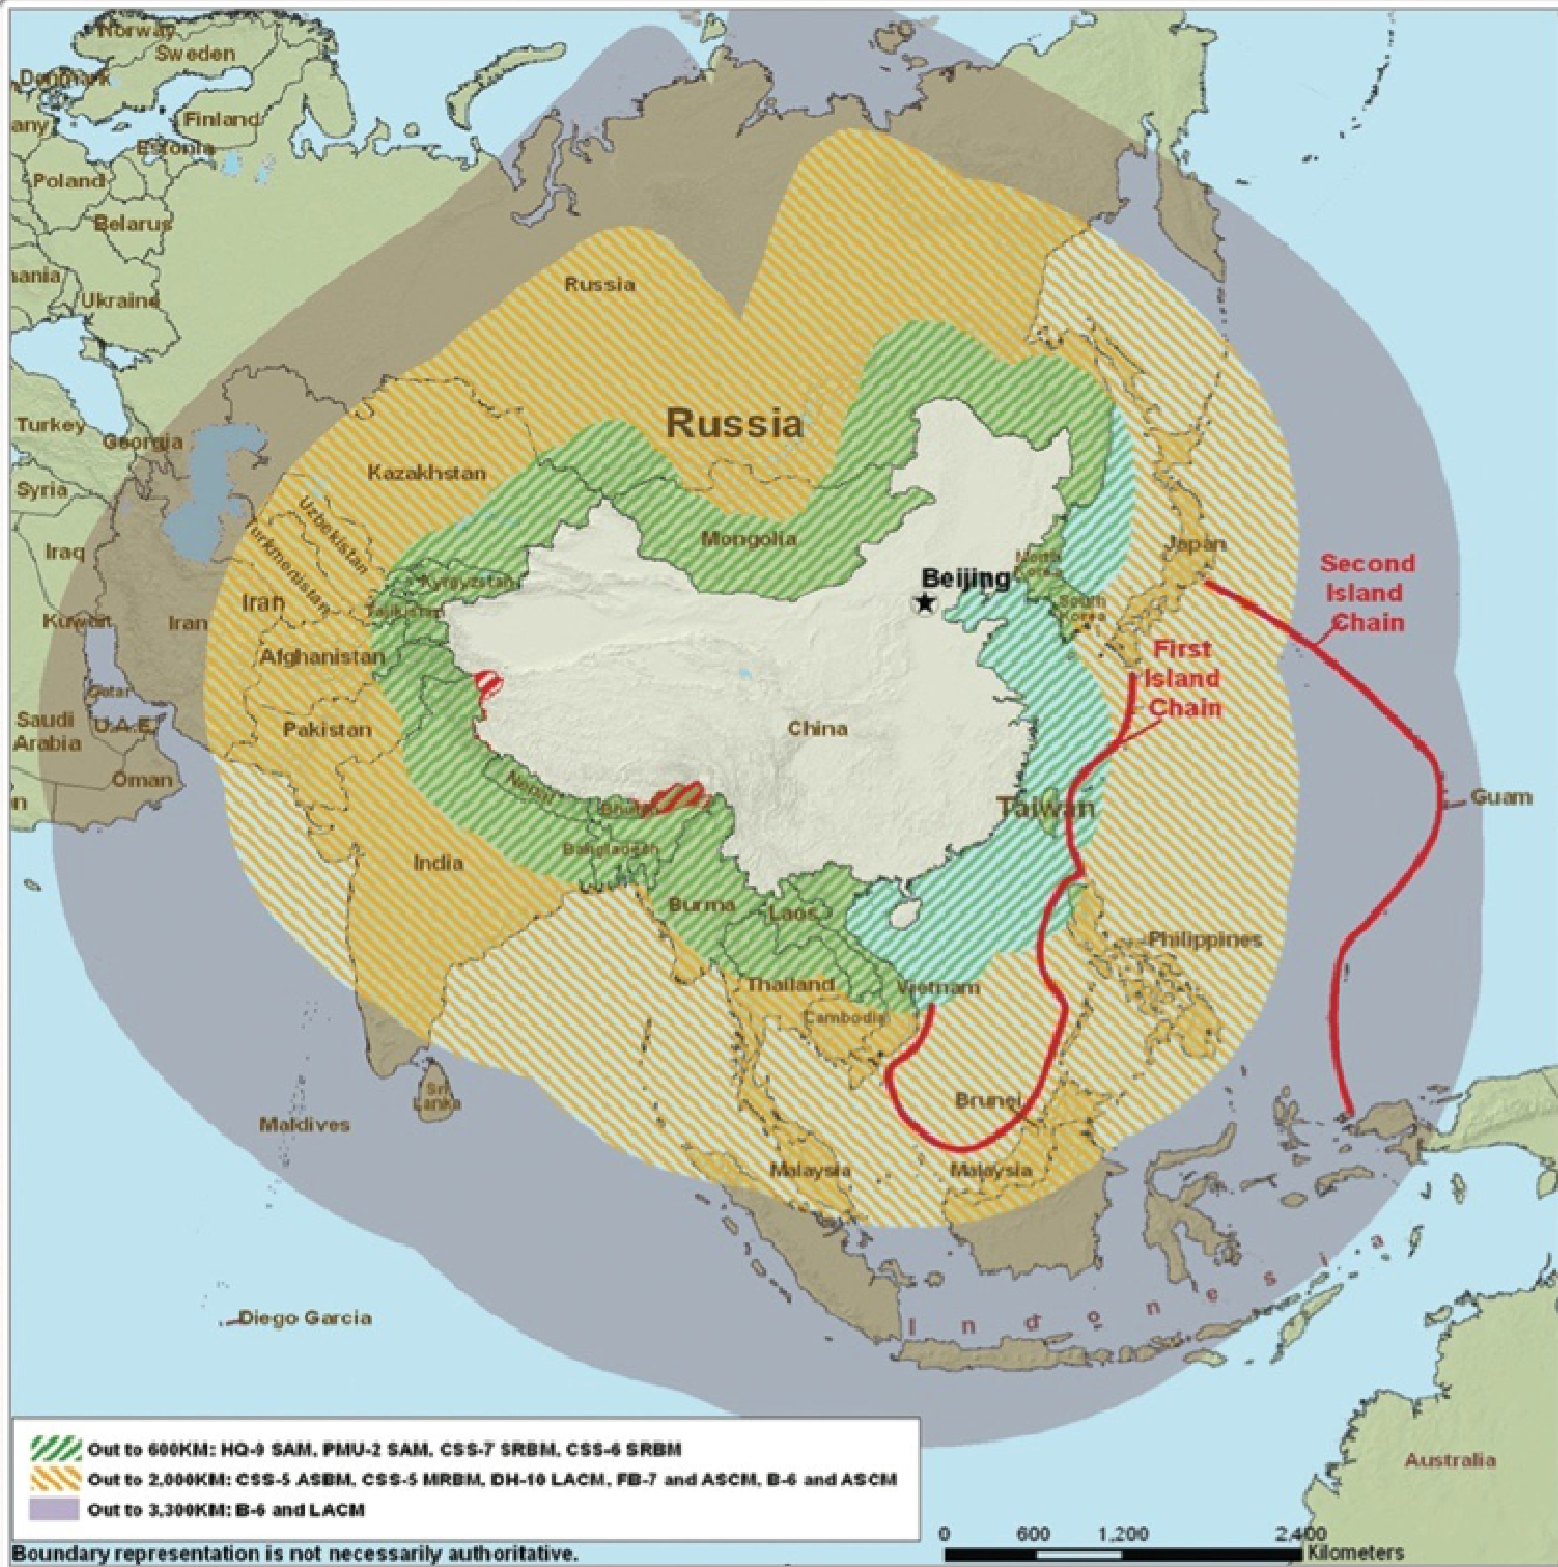 Norway
Sweden
Denmark
Finland
any
Estonia
Poland
Belarus
Russia
Ukraine
Russia
Turkey
Georgia
Kazakhstan
Syria
Uzbekistan
Mongolia
Iraq
Turkmenistan
Japan
North
Korea
Beijing
Kyrgyzstan
Second
Island
Chain
Iran
Tajikistan
South
Korea
Kuwait
Iran
Afghanistan
First
Island
Chain
Qatar
Saudi
Arabia
U.A.E.
Pakistan
China
Oman
Nepal
Guam
Bhutan
Taiwan
Bangladesh
India
Burma
Laos
Philippines
Thailand
Vietnam
Cambodia
Sri
Lanka
Brunei
Maldives
Malaysia
Malaysia
Indonesia
Diego Garcia
Australia
Out to 600KM: HQ-9 SAM, PMU-2 SAM, CSS-7 SRBM, CSS-6 SRBM
Out to 2,000KM: CSS-5 ASBM, CSS-5 MRBM, DH-10 LACM, FB-7 and ASCM, B-6 and ASCM
Out to 3,300KM: B-6 and LACM
0 600 1,200 2,400
Kilometers
Boundary representation is not necessarily authoritative.